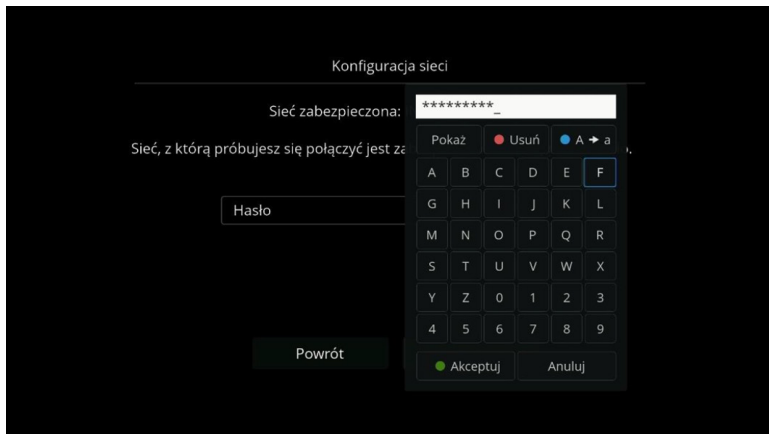 Konfiguracja sieci
Sieć zabezpieczona:
*********_
Sieć, z którą próbujesz się połączyć jest
Pokaż Usuń A → a
A B C D E F
G H I J K L
Hasło
M N O P Q R
S T U V W X
Y Z 0 1 2 3
4 5 6 7 8 9
Powrót
Akceptuj Anuluj